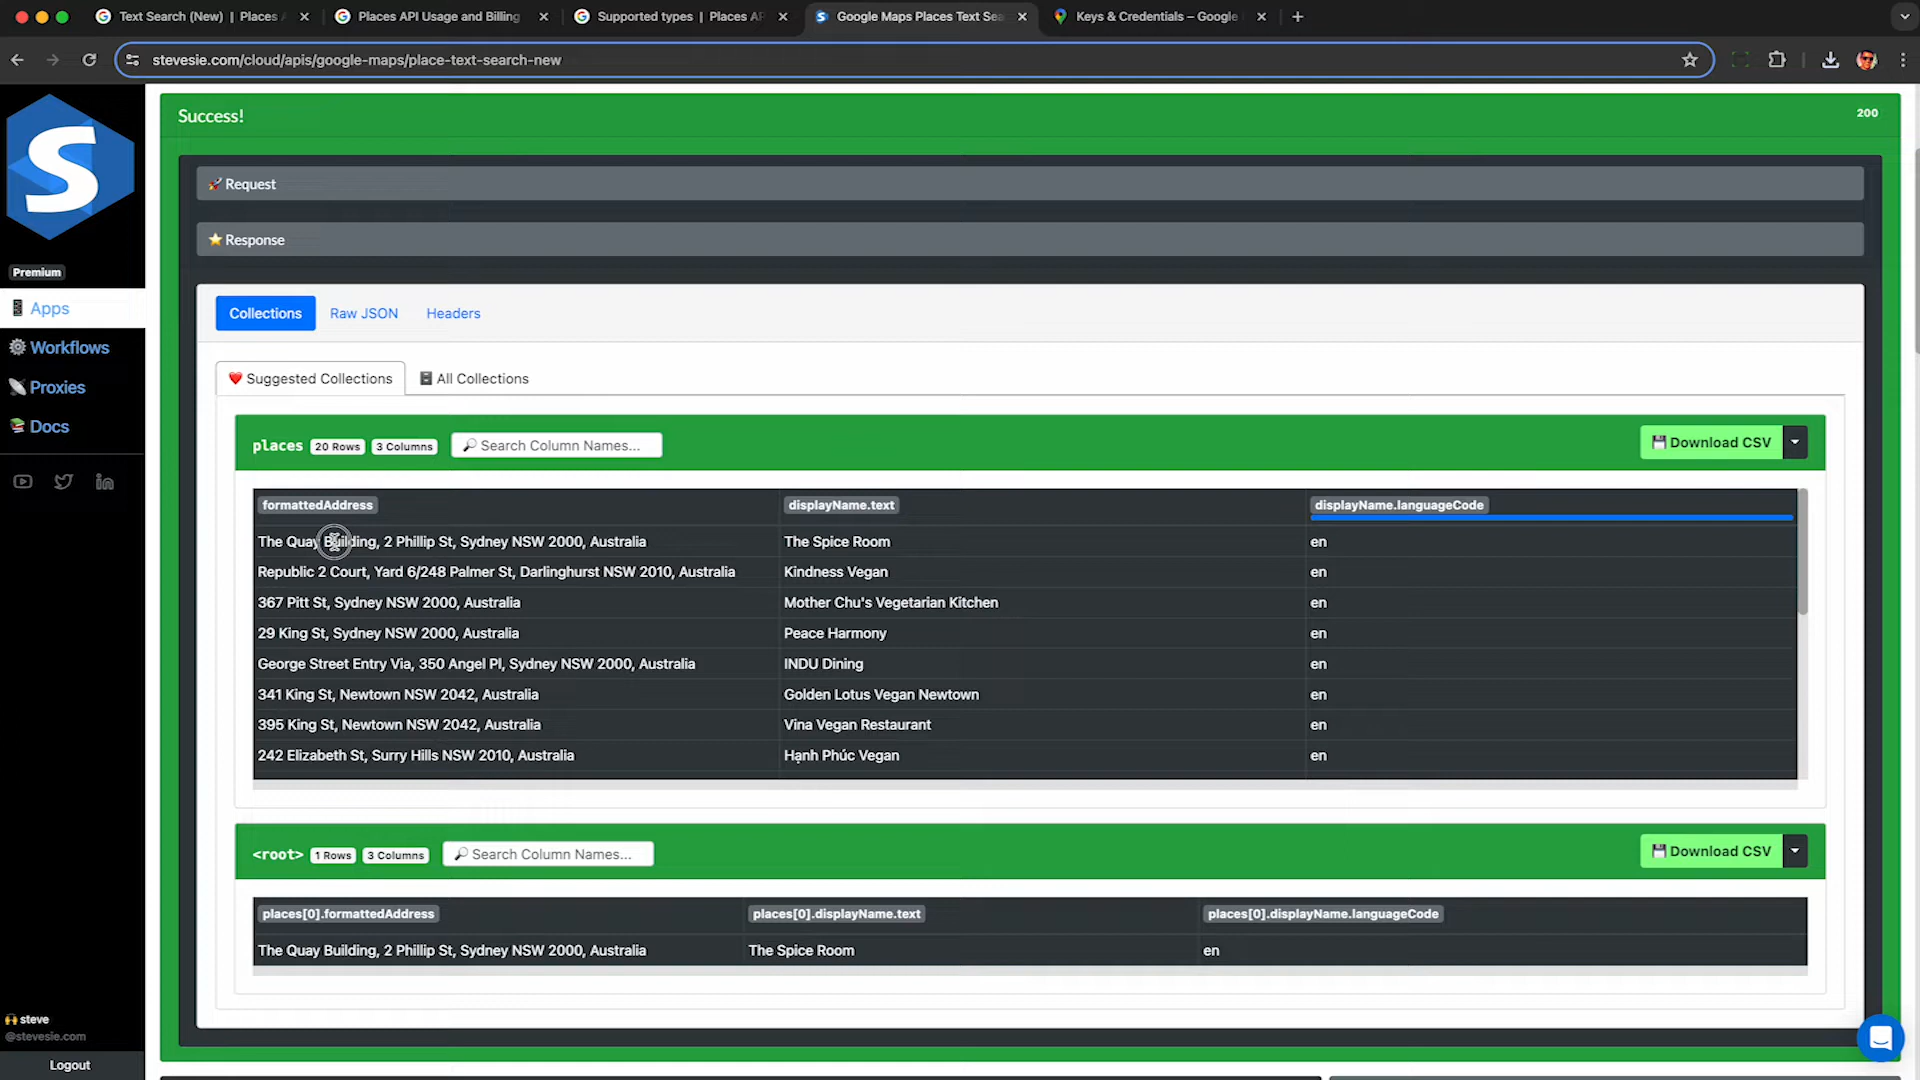 Text Search (New) | Places A
Places API Usage and Billing
Supported types | Places AP
Google Maps Places Text Sea
Keys & Credentials – Google
stevesie.com/cloud/apis/google-maps/place-text-search-new
S
Premium
Apps
Workflows
Proxies
Docs
steve
@stevesie.com
Logout
Success!
200
Request
Response
Collections
Raw JSON
Headers
Suggested Collections
All Collections
places 20 Rows 3 Columns Search Column Names... Download CSV
formattedAddress displayName.text displayName.languageCode
The Quay Building, 2 Phillip St, Sydney NSW 2000, Australia The Spice Room en
Republic 2 Court, Yard 6/248 Palmer St, Darlinghurst NSW 2010, Australia Kindness Vegan en
367 Pitt St, Sydney NSW 2000, Australia Mother Chu's Vegetarian Kitchen en
29 King St, Sydney NSW 2000, Australia Peace Harmony en
George Street Entry Via, 350 Angel Pl, Sydney NSW 2000, Australia INDU Dining en
341 King St, Newtown NSW 2042, Australia Golden Lotus Vegan Newtown en
395 King St, Newtown NSW 2042, Australia Vina Vegan Restaurant en
242 Elizabeth St, Surry Hills NSW 2010, Australia Hạnh Phúc Vegan en
<root> 1 Rows 3 Columns Search Column Names... Download CSV
places[0].formattedAddress places[0].displayName.text places[0].displayName.languageCode
The Quay Building, 2 Phillip St, Sydney NSW 2000, Australia The Spice Room en